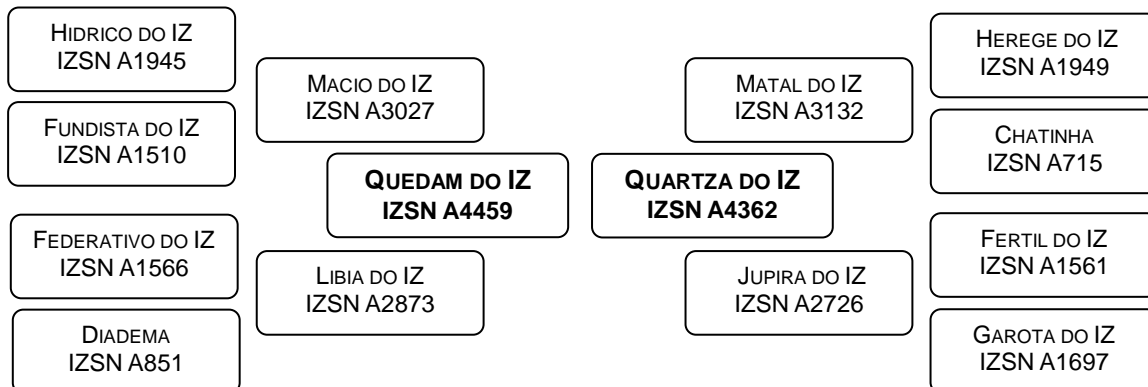 HIDRICO DO IZ
IZSN A1945
FUNDISTA DO IZ
IZSN A1510
FEDERATIVO DO IZ
IZSN A1566
DIADEMA
IZSN A851
MACIO DO IZ
IZSN A3027
LIBIA DO IZ
IZSN A2873
QUEDAM DO IZ
IZSN A4459
QUARTZA DO IZ
IZSN A4362
MATAL DO IZ
IZSN A3132
JUPIRA DO IZ
IZSN A2726
HEREGE DO IZ
IZSN A1949
CHATINHA
IZSN A715
FERTIL DO IZ
IZSN A1561
GAROTA DO IZ
IZSN A1697